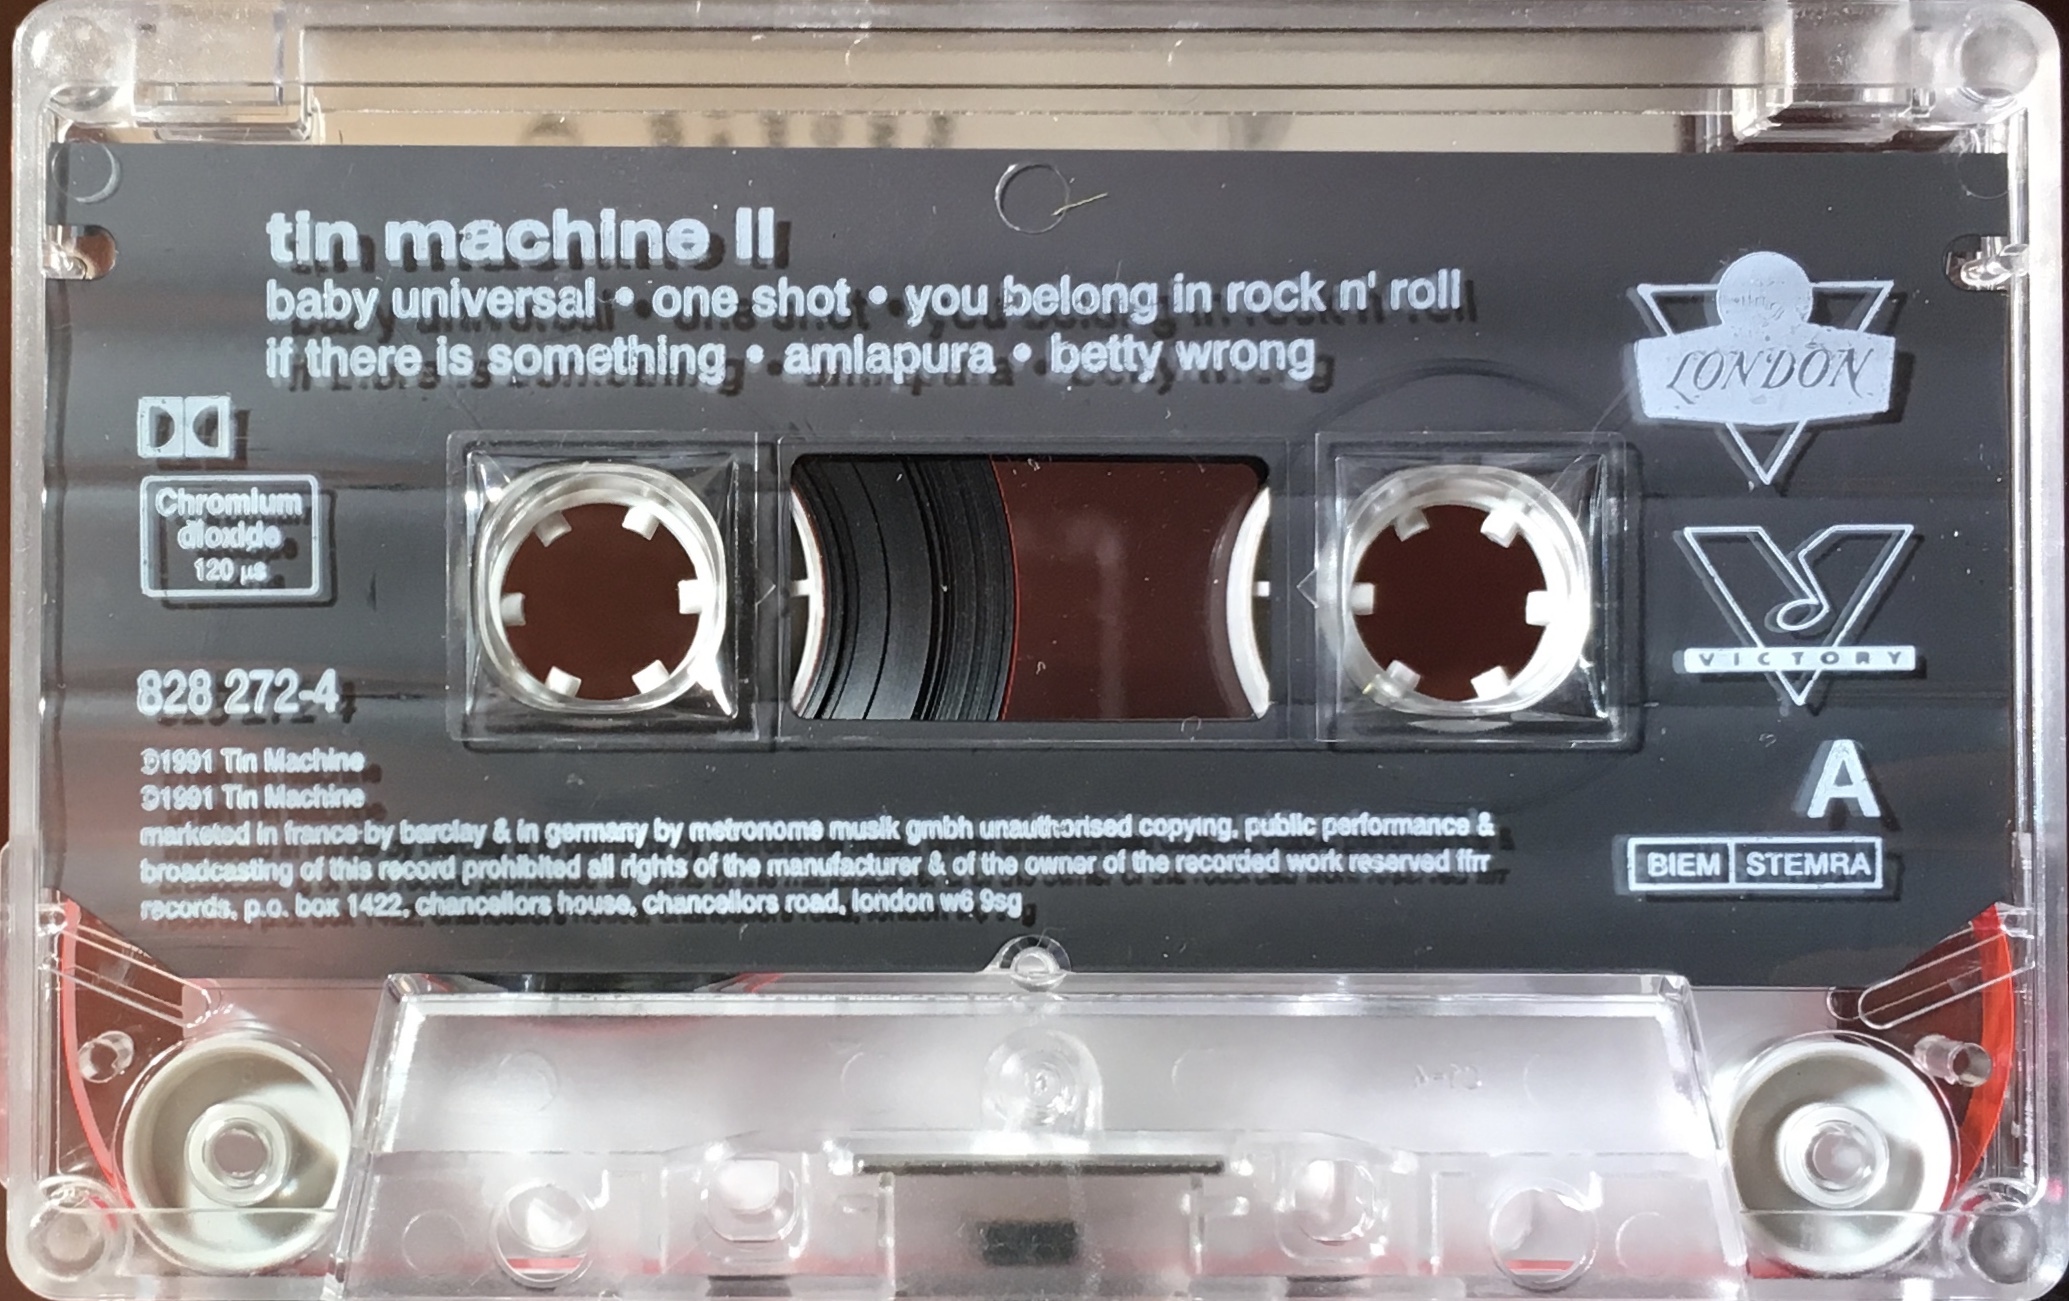 tin machine II
baby universal • one shot • you belong in rock n' roll
if there is something • amlapura • betty wrong
LONDON
Chromium
dioxide
120 µs
VICTORY
828 272-4
℗1991 Tin Machine
©1991 Tin Machine
A
marketed in france by barclay & in germany by metronome musik gmbh unauthorised copying, public performance &
broadcasting of this record prohibited all rights of the manufacturer & of the owner of the recorded work reserved ffrr
records, p.o. box 1422, chancellors house, chancellors road, london w6 9sg
BIEM STEMRA